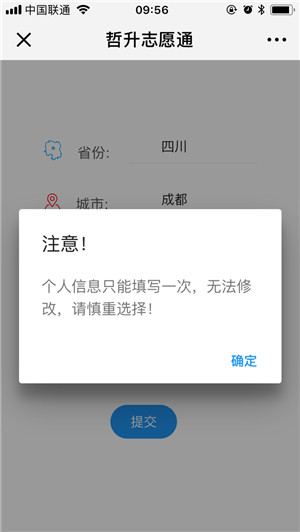 中国联通 09:56
哲升志愿通
省份: 四川
城市: 成都
注意！
个人信息只能填写一次，无法修
改，请慎重选择！
确定
提交